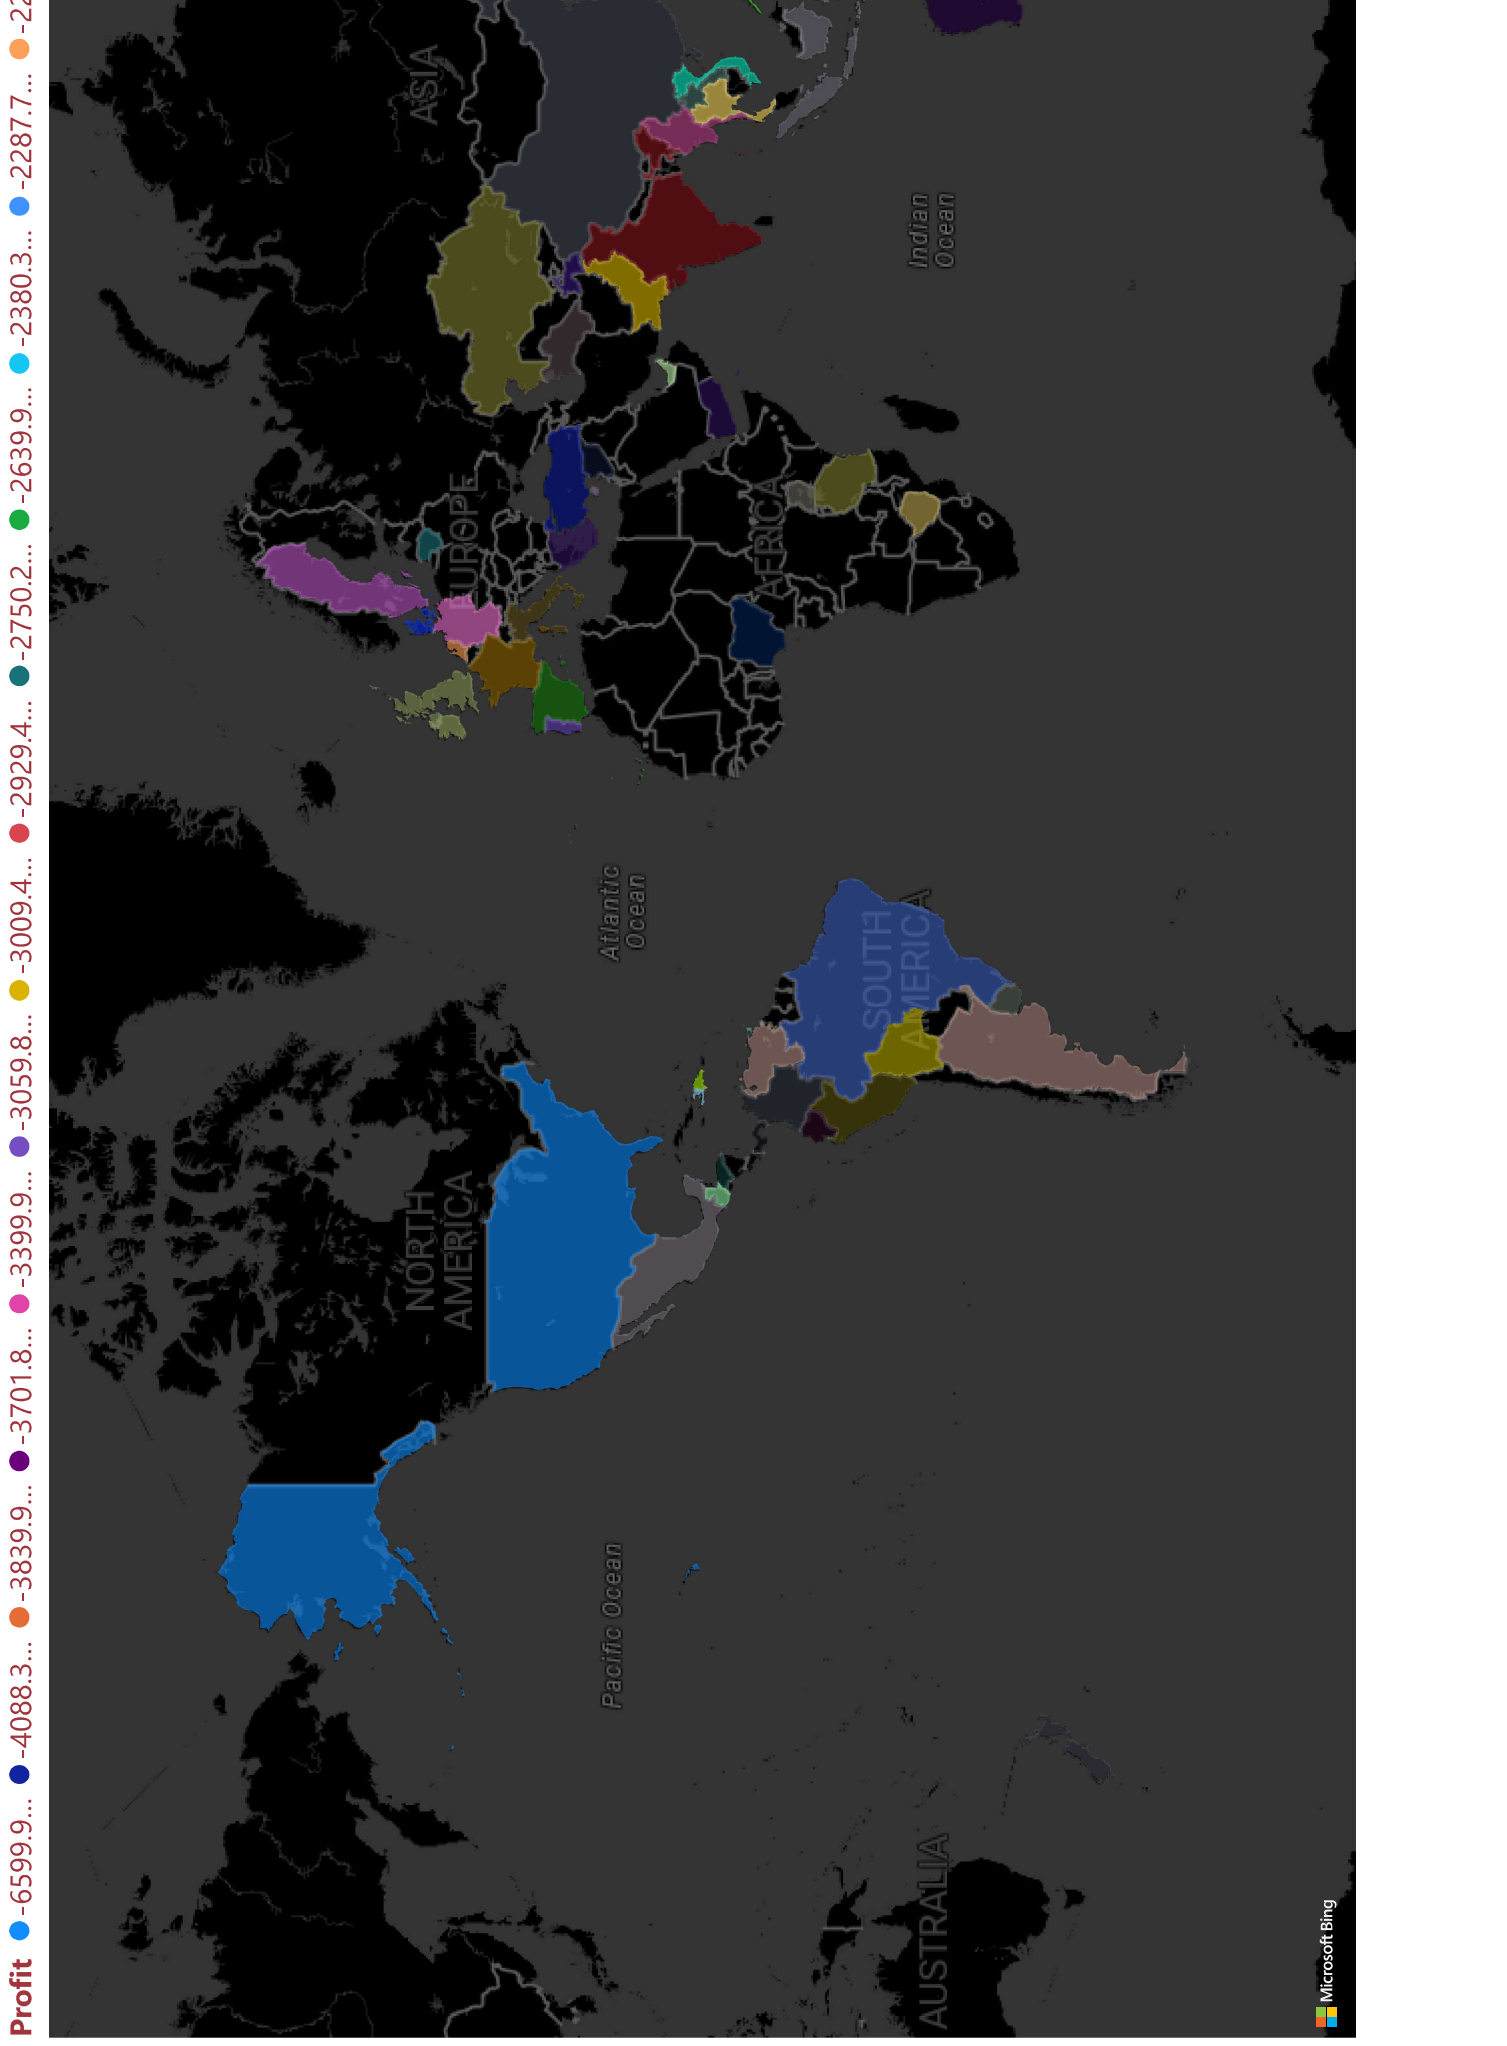 Profit -6599.9... -4088.3... -3839.9... -3701.8... -3399.9... -3059.8... -3009.4... -2929.4... -2750.2... -2639.9... -2380.3... -2287.7... -22
ASIA
EUROPE
NORTH
AMERICA
Atlantic
Ocean
AFRICA
Indian
Ocean
Pacific Ocean
SOUTH
AMERICA
AUSTRALIA
Microsoft Bing